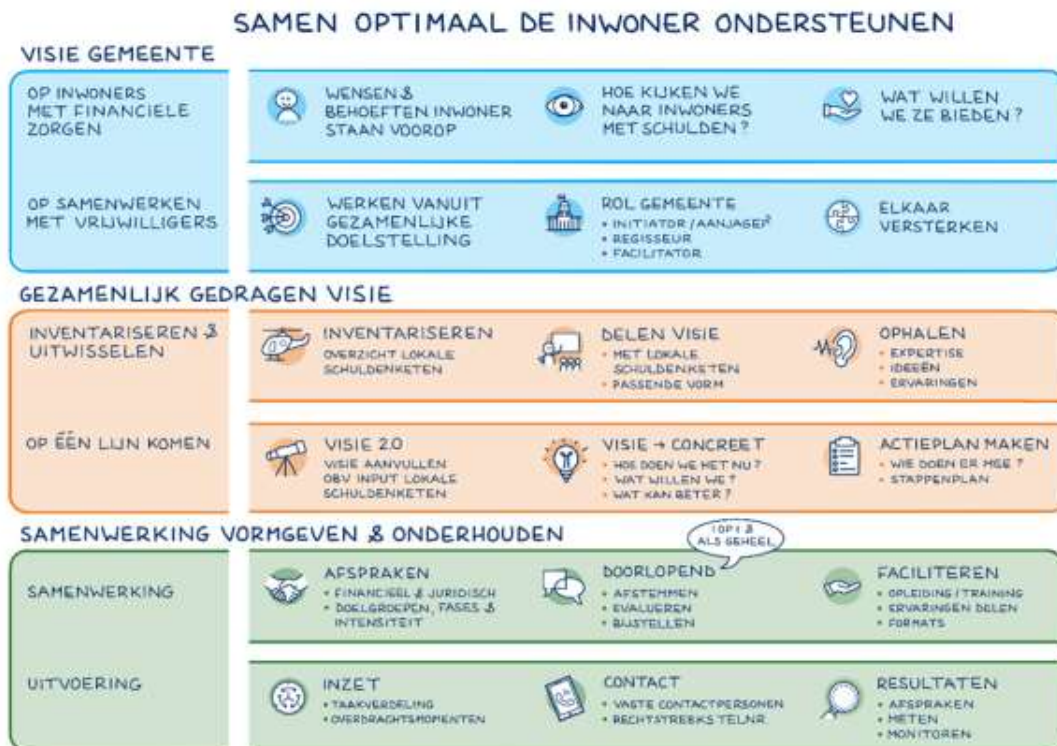 SAMEN OPTIMAAL DE INWONER ONDERSTEUNEN
VISIE GEMEENTE
OP INWONERS
MET FINANCIELE
ZORGEN
WENSEN &
BEHOEFTEN INWONER
STAAN VOOROP
HOE KIJKEN WE
NAAR INWONERS
MET SCHULDEN?
WAT WILLEN
WE ZE BIEDEN?
OP SAMENWERKEN
MET VRIJWILLIGERS
WERKEN VANUIT
GEZAMENLIJKE
DOELSTELLING
ROL GEMEENTE
• INITIATOR / AANJAGER
• REGISSEUR
• FACILITATOR
ELKAAR
VERSTERKEN
GEZAMENLIJK GEDRAGEN VISIE
INVENTARISEREN &
UITWISSELEN
INVENTARISEREN
OVERZICHT LOKALE
SCHULDENKETEN
DELEN VISIE
• MET LOKALE
SCHULDENKETEN
• PASSENDE VORM
OPHALEN
• EXPERTISE
• IDEEËN
• ERVARINGEN
OP ÉÉN LIJN KOMEN
VISIE 2.0
VISIE AANVULLEN
OBV INPUT LOKALE
SCHULDENKETEN
VISIE → CONCREET
• HOE DOEN WE HET NU?
• WAT WILLEN WE?
• WAT KAN BETER?
ACTIEPLAN MAKEN
• WIE DOEN ER MEE?
• STAPPENPLAN
SAMENWERKING VORMGEVEN & ONDERHOUDEN
SAMENWERKING
AFSPRAKEN
• FINANCIEEL & JURIDISCH
• DOELGROEPEN, FASES &
INTENSITEIT
1 OP 1 &
ALS GEHEEL
DOORLOPEND
• AFSTEMMEN
• EVALUEREN
• BIJSTELLEN
FACILITEREN
• OPLEIDING / TRAINING
• ERVARINGEN DELEN
• FORMATS
UITVOERING
INZET
• TAAKVERDELING
• OVERDRACHTSMOMENTEN
CONTACT
• VASTE CONTACTPERSONEN
• RECHTSTREEKS TELNR.
RESULTATEN
• AFSPRAKEN
• METEN
• MONITOREN